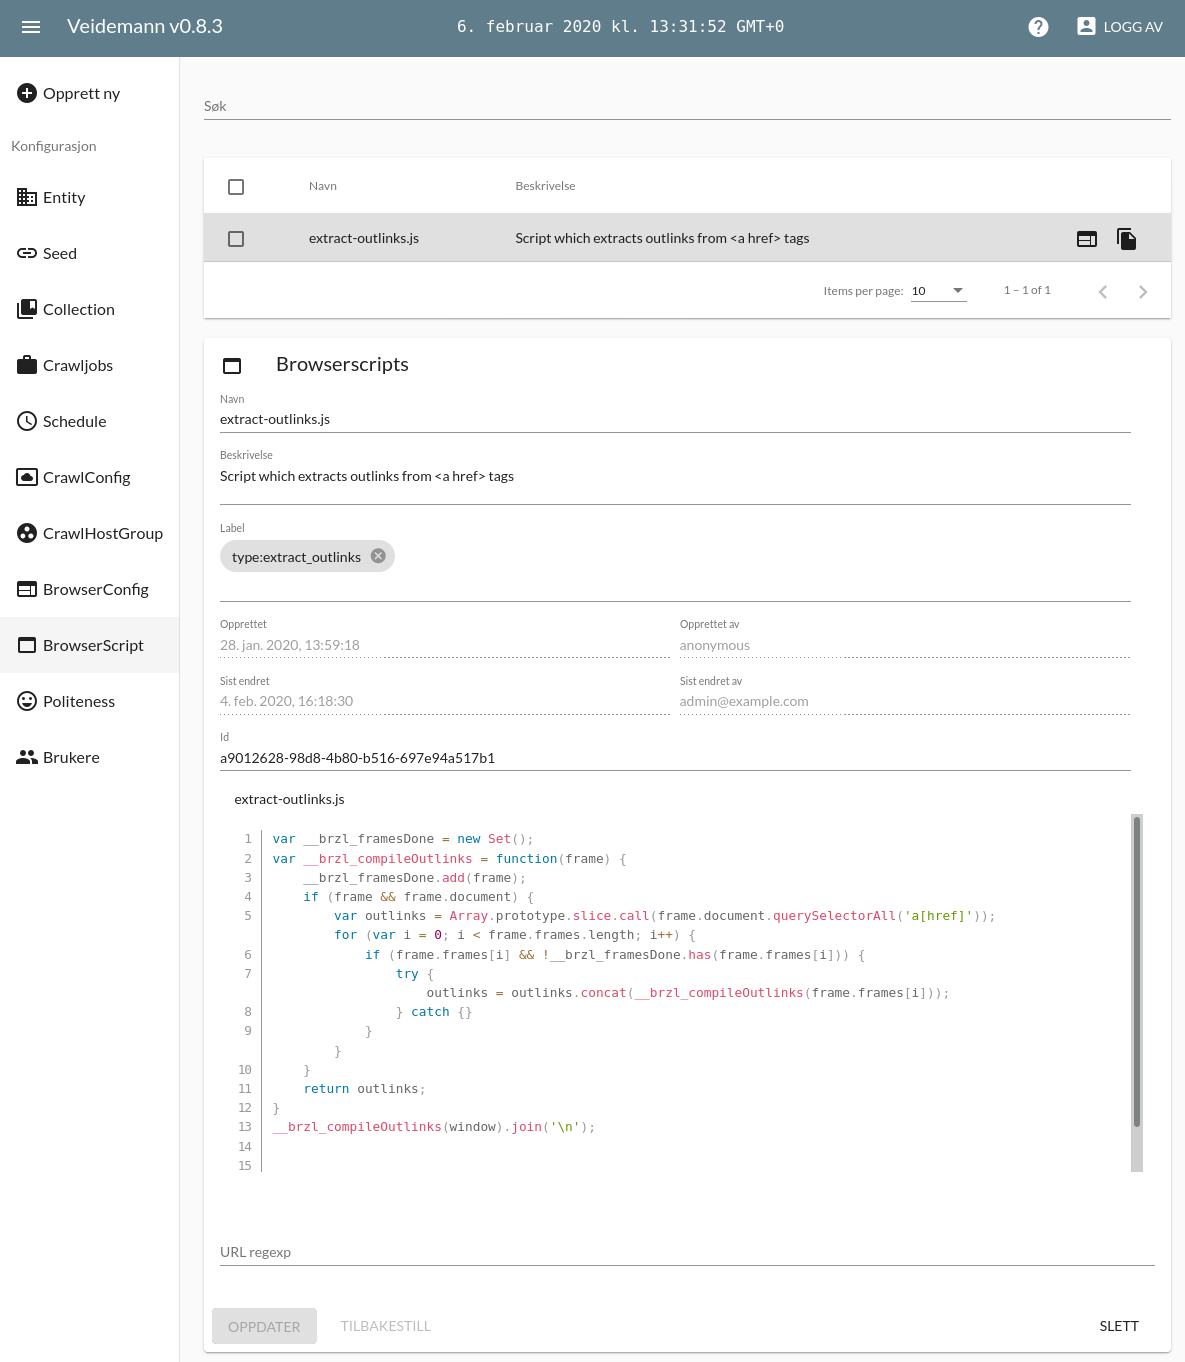 Veidemann v0.8.3
6. februar 2020 kl. 13:31:52 GMT+0
LOGG AV
Opprett ny
Konfigurasjon
Entity
Seed
Collection
Crawljobs
Schedule
CrawlConfig
CrawlHostGroup
BrowserConfig
BrowserScript
Politeness
Brukere
Søk
Navn Beskrivelse
extract-outlinks.js Script which extracts outlinks from <a href> tags
Items per page: 10 1 – 1 of 1
Browserscripts
Navn
extract-outlinks.js
Beskrivelse
Script which extracts outlinks from <a href> tags
Label
type:extract_outlinks
Opprettet Opprettet av
28. jan. 2020, 13:59:18 anonymous
Sist endret Sist endret av
4. feb. 2020, 16:18:30 admin@example.com
Id
a9012628-98d8-4b80-b516-697e94a517b1
extract-outlinks.js
1 var __brzl_framesDone = new Set();
2 var __brzl_compileOutlinks = function(frame) {
3     __brzl_framesDone.add(frame);
4     if (frame && frame.document) {
5         var outlinks = Array.prototype.slice.call(frame.document.querySelectorAll('a[href]'));
        for (var i = 0; i < frame.frames.length; i++) {
6             if (frame.frames[i] && !__brzl_framesDone.has(frame.frames[i])) {
7                 try {
                    outlinks = outlinks.concat(__brzl_compileOutlinks(frame.frames[i]));
8                 } catch {}
9             }
        }
10     }
11     return outlinks;
12 }
13 __brzl_compileOutlinks(window).join('\n');
14
15
URL regexp
OPPDATER TILBAKESTILL SLETT